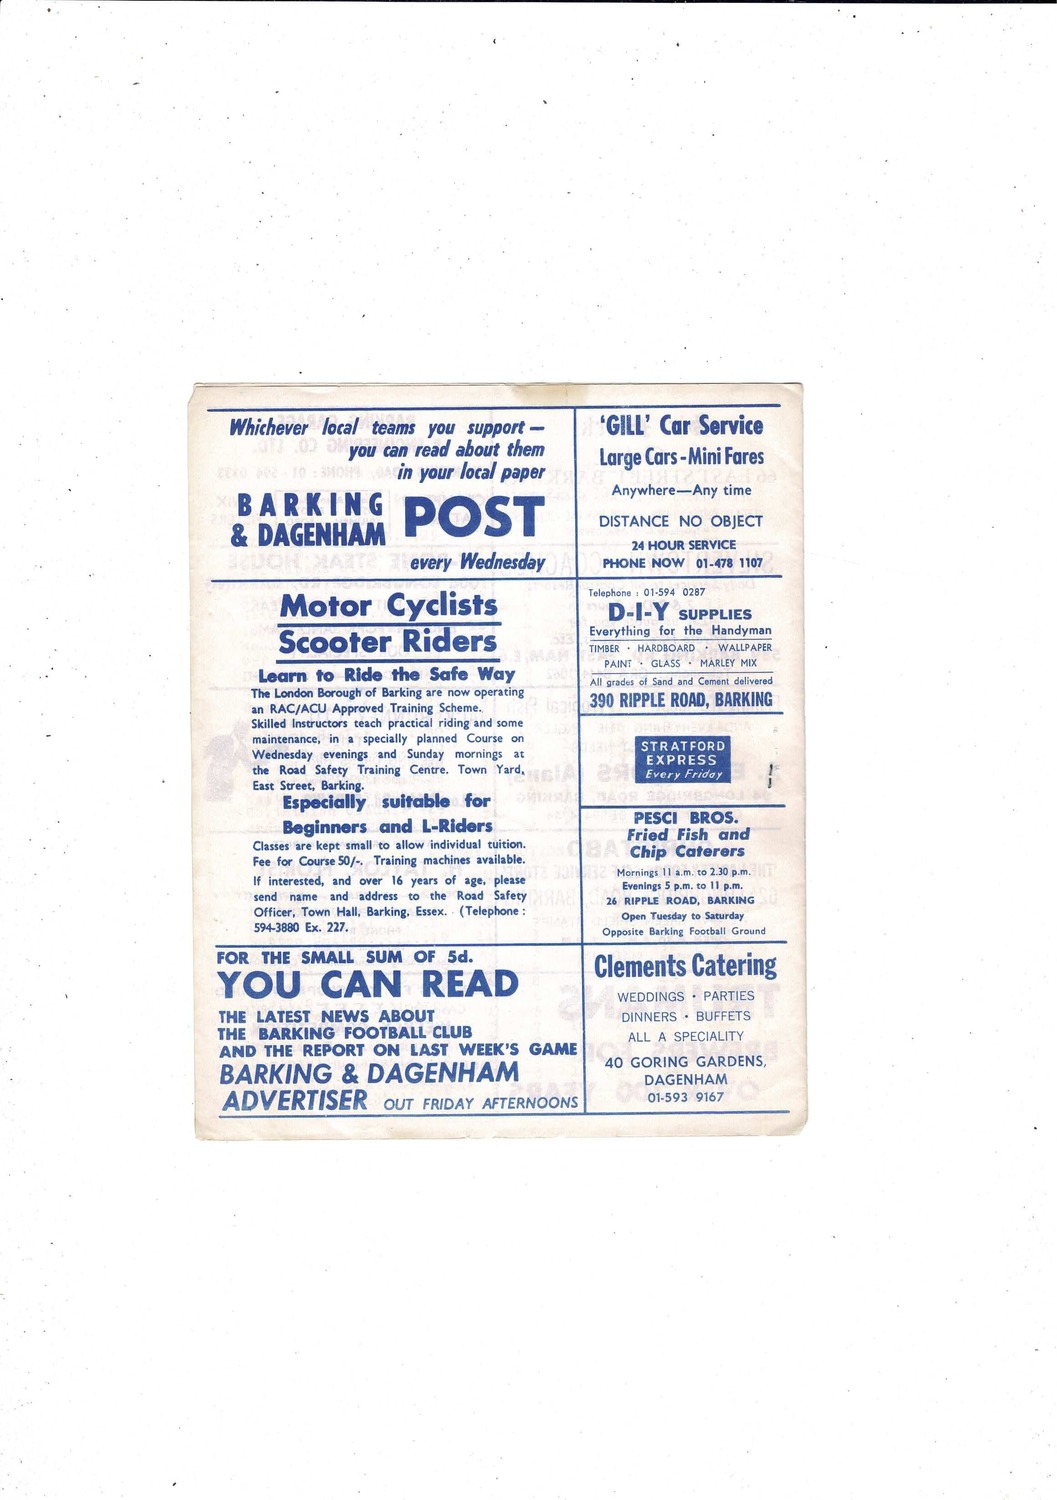 Whichever local teams you support —
you can read about them
in your local paper
BARKING
& DAGENHAM
POST
every Wednesday
Motor Cyclists
Scooter Riders
Learn to Ride the Safe Way
The London Borough of Barking are now operating
an RAC/ACU Approved Training Scheme.
Skilled Instructors teach practical riding and some
maintenance, in a specially planned Course on
Wednesday evenings and Sunday mornings at
the Road Safety Training Centre. Town Yard,
East Street, Barking.
Especially suitable for
Beginners and L-Riders
Classes are kept small to allow individual tuition.
Fee for Course 50/-. Training machines available.
If interested, and over 16 years of age, please
send name and address to the Road Safety
Officer, Town Hall, Barking, Essex. (Telephone :
594-3880 Ex. 227.
FOR THE SMALL SUM OF 5d.
YOU CAN READ
THE LATEST NEWS ABOUT
THE BARKING FOOTBALL CLUB
AND THE REPORT ON LAST WEEK'S GAME
BARKING & DAGENHAM
ADVERTISER OUT FRIDAY AFTERNOONS
'GILL' Car Service
Large Cars - Mini Fares
Anywhere—Any time
DISTANCE NO OBJECT
24 HOUR SERVICE
PHONE NOW 01-478 1107
Telephone : 01-594 0287
D-I-Y SUPPLIES
Everything for the Handyman
TIMBER · HARDBOARD · WALLPAPER
PAINT · GLASS · MARLEY MIX
All grades of Sand and Cement delivered
390 RIPPLE ROAD, BARKING
STRATFORD
EXPRESS
Every Friday
PESCI BROS.
Fried Fish and
Chip Caterers
Mornings 11 a.m. to 2.30 p.m.
Evenings 5 p.m. to 11 p.m.
26 RIPPLE ROAD, BARKING
Open Tuesday to Saturday
Opposite Barking Football Ground
Clements Catering
WEDDINGS · PARTIES
DINNERS · BUFFETS
ALL A SPECIALITY
40 GORING GARDENS,
DAGENHAM
01-593 9167